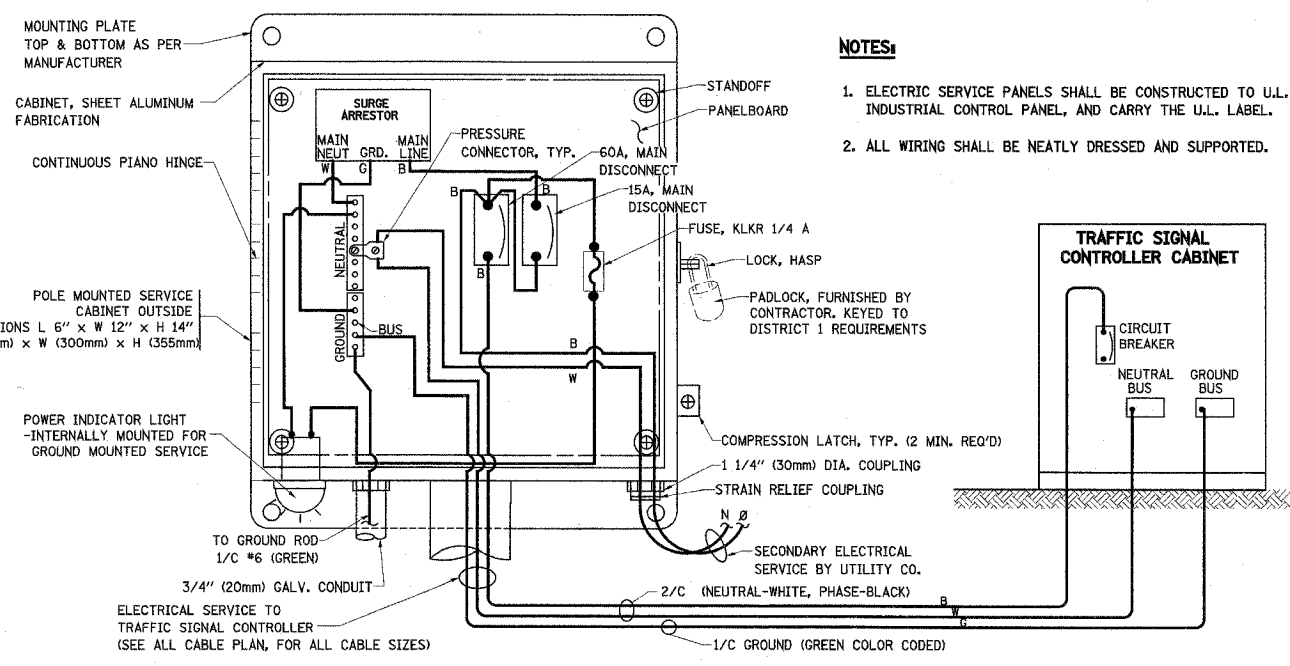 MOUNTING PLATE
TOP & BOTTOM AS PER
MANUFACTURER
CABINET, SHEET ALUMINUM
FABRICATION
CONTINUOUS PIANO HINGE
POLE MOUNTED SERVICE
CABINET OUTSIDE
IONS L 6" x W 12" x H 14"
m) x W (300mm) x H (355mm)
POWER INDICATOR LIGHT
-INTERNALLY MOUNTED FOR
GROUND MOUNTED SERVICE
SURGE
ARRESTOR
MAIN
NEUT
GRD.
MAIN
LINE
W
G
B
NEUTRAL
GROUND
BUS
PRESSURE
CONNECTOR, TYP.
STANDOFF
PANELBOARD
60A, MAIN
DISCONNECT
15A, MAIN
DISCONNECT
B
B
B
FUSE, KLKR 1/4 A
LOCK, HASP
PADLOCK, FURNISHED BY
CONTRACTOR. KEYED TO
DISTRICT 1 REQUIREMENTS
B
W
COMPRESSION LATCH, TYP. (2 MIN. REQ'D)
1 1/4" (30mm) DIA. COUPLING
STRAIN RELIEF COUPLING
N Ø
SECONDARY ELECTRICAL
SERVICE BY UTILITY CO.
TO GROUND ROD
1/C #6 (GREEN)
3/4" (20mm) GALV. CONDUIT
ELECTRICAL SERVICE TO
TRAFFIC SIGNAL CONTROLLER
(SEE ALL CABLE PLAN, FOR ALL CABLE SIZES)
2/C (NEUTRAL-WHITE, PHASE-BLACK)
B
W
G
1/C GROUND (GREEN COLOR CODED)
NOTES:
1. ELECTRIC SERVICE PANELS SHALL BE CONSTRUCTED TO U.L.
INDUSTRIAL CONTROL PANEL, AND CARRY THE U.L. LABEL.
2. ALL WIRING SHALL BE NEATLY DRESSED AND SUPPORTED.
TRAFFIC SIGNAL
CONTROLLER CABINET
CIRCUIT
BREAKER
NEUTRAL
BUS
GROUND
BUS